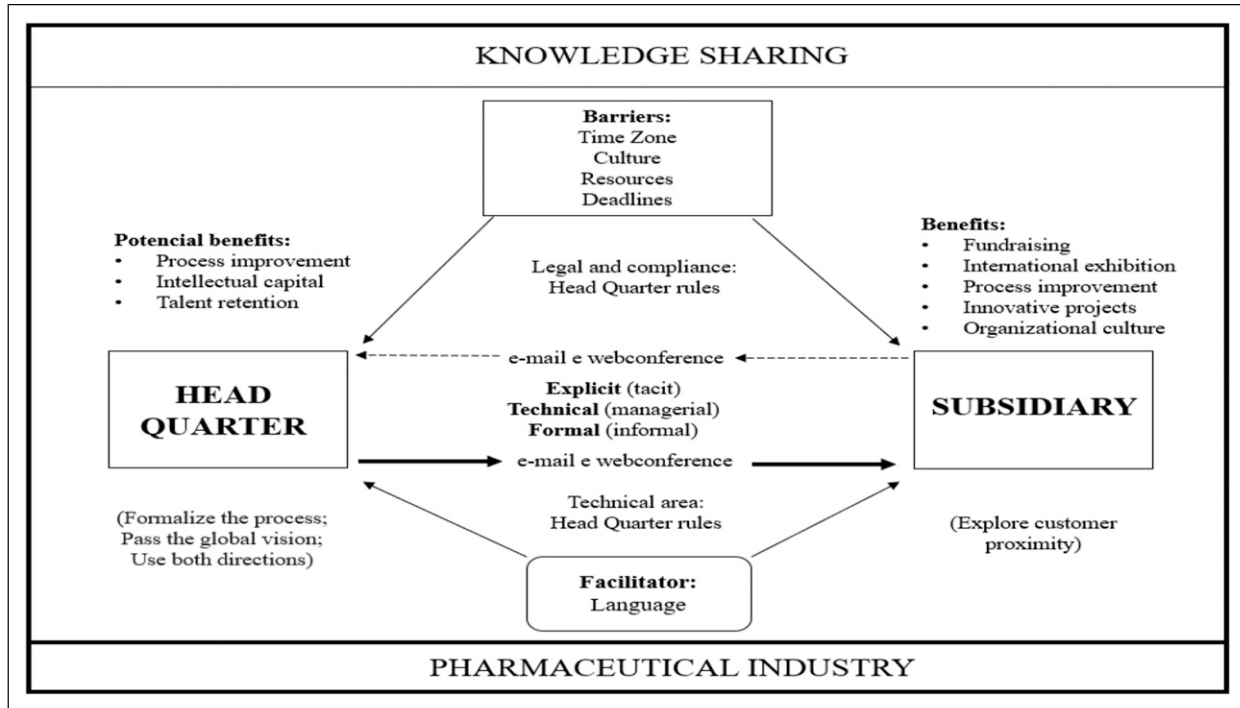 KNOWLEDGE SHARING
Barriers:
Time Zone
Culture
Resources
Deadlines
Potencial benefits:
• Process improvement
• Intellectual capital
• Talent retention
Legal and compliance:
Head Quarter rules
Benefits:
• Fundraising
• International exhibition
• Process improvement
• Innovative projects
• Organizational culture
HEAD
QUARTER
e-mail e webconference
Explicit (tacit)
Technical (managerial)
Formal (informal)
e-mail e webconference
SUBSIDIARY
(Formalize the process;
Pass the global vision;
Use both directions)
Technical area:
Head Quarter rules
(Explore customer
proximity)
Facilitator:
Language
PHARMACEUTICAL INDUSTRY